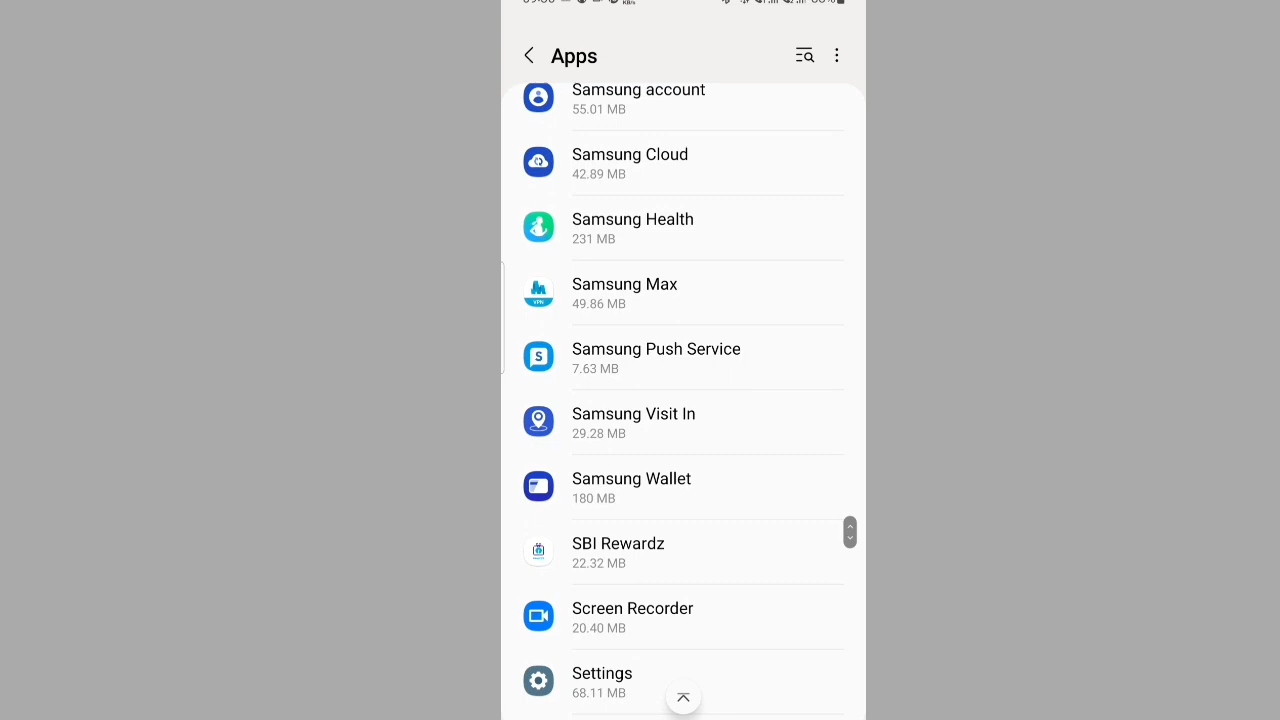 Apps
Samsung account
55.01 MB
Samsung Cloud
42.89 MB
Samsung Health
231 MB
Samsung Max
49.86 MB
VPN
Samsung Push Service
7.63 MB
S
Samsung Visit In
29.28 MB
Samsung Wallet
180 MB
SBI Rewardz
22.32 MB
Screen Recorder
20.40 MB
Settings
68.11 MB